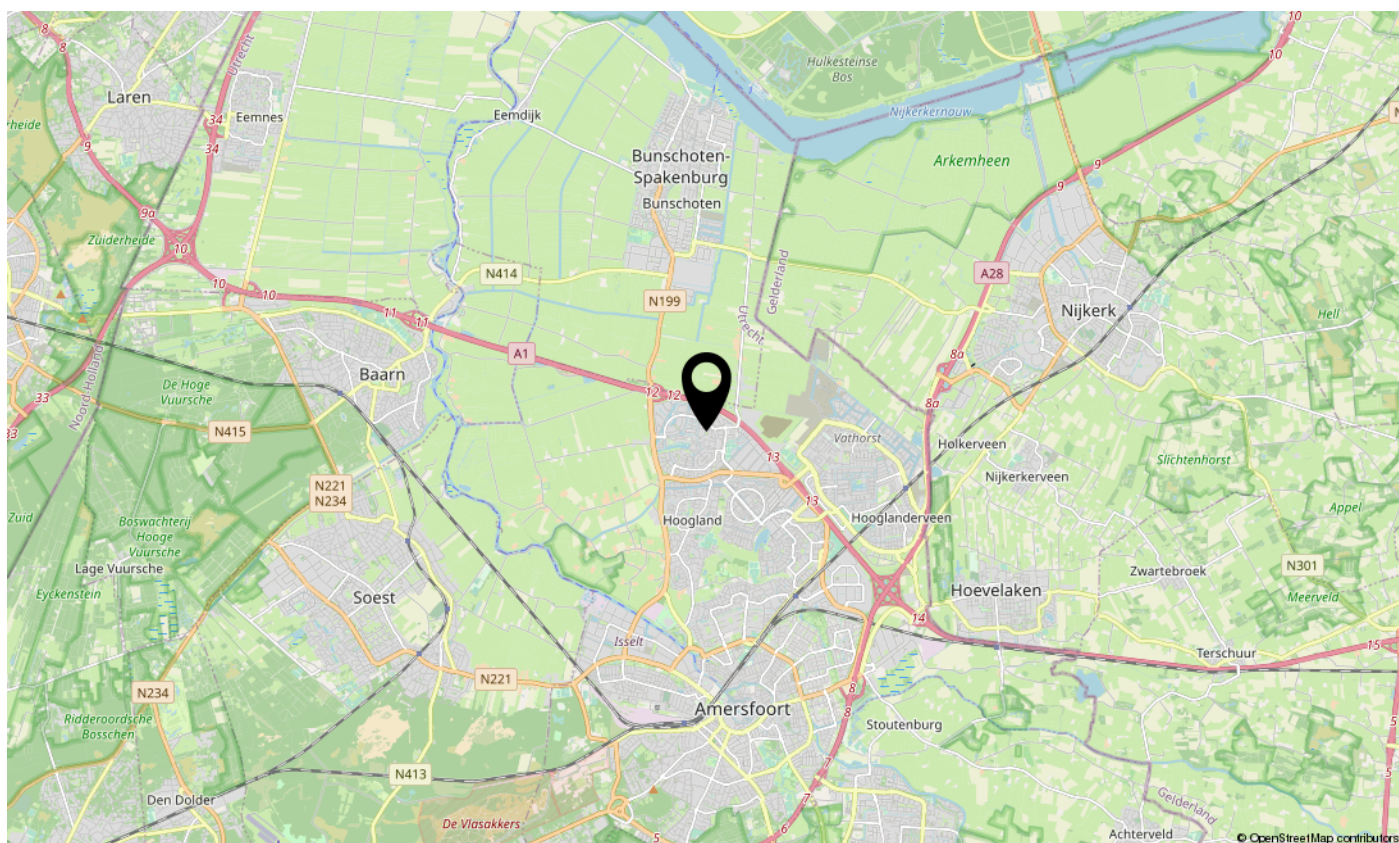 8
8
10
10
Utrecht
Hulkesteinse
Bos
Laren
Eemnes
34
34
9
Eemdijk
Nijkerkernauw
Bunschoten-
Spakenburg
Arkemheen
9
9
Bunschoten
9a
10
Zuiderheide
N414
A28
Gelderland
10
10
N199
Utrecht
11
11
Nijkerk
Hell
A1
8a
Baarn
De Hoge
Vuursche
12
12
Noord-Holland
33
33
8a
N415
Vathorst
Holkerveen
13
Slichtenhorst
Nijkerkerveen
N221
N234
13
Zuid
Boswachterij
Hooge
Vuursche
Hoogland
Hooglanderveen
Appel
Lage Vuursche
Zwartebroek
N301
Eyckenstein
Soest
Hoevelaken
Meerveld
14
Isselt
15
Terschuur
N221
N234
8
8
Amersfoort
Ridderoordsche
Bosschen
Stoutenburg
5
7
N413
5
Den Dolder
7
Gelderland
De Vlasakkers
5
6
Achterveld
© OpenStreetMap contributors